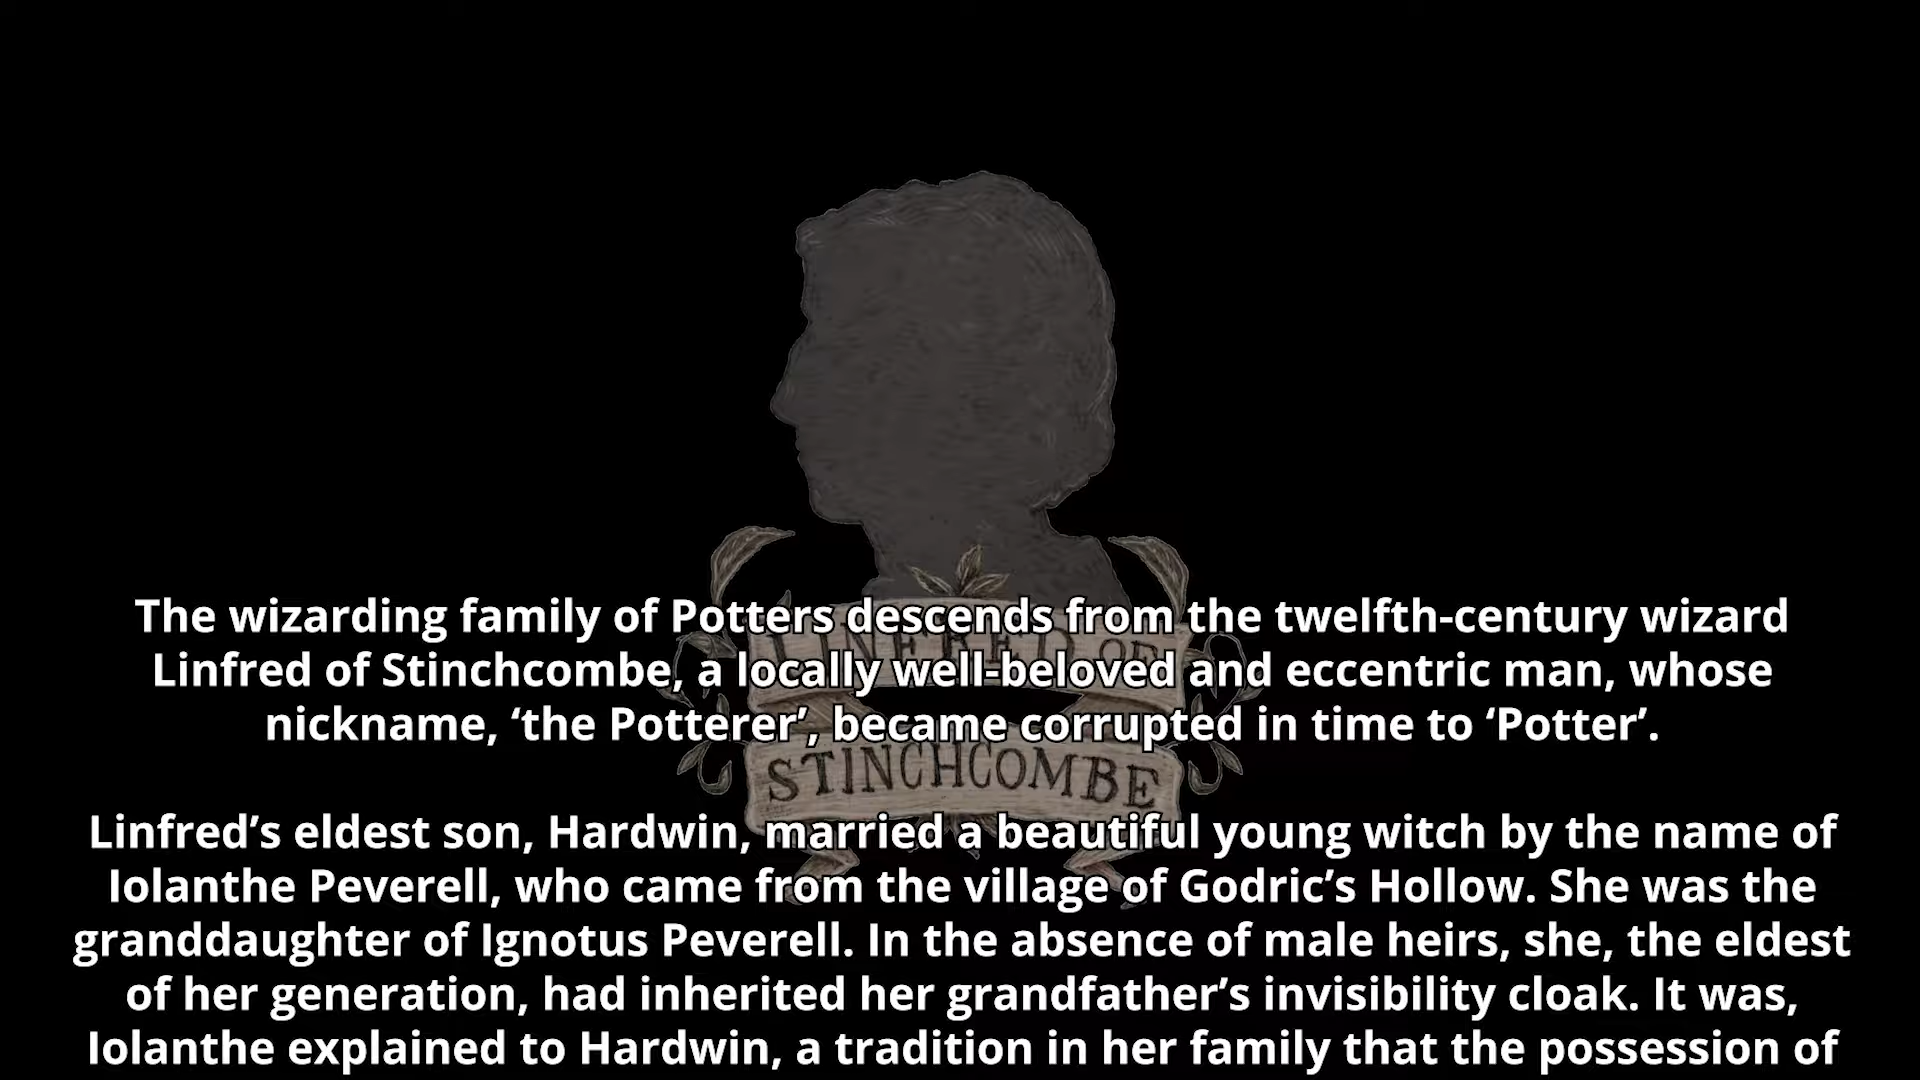 The wizarding family of Potters descends from the twelfth-century wizard
Linfred of Stinchcombe, a locally well-beloved and eccentric man, whose
nickname, ‘the Potterer’, became corrupted in time to ‘Potter’.
STINCHCOMBE
Linfred’s eldest son, Hardwin, married a beautiful young witch by the name of
Iolanthe Peverell, who came from the village of Godric’s Hollow. She was the
granddaughter of Ignotus Peverell. In the absence of male heirs, she, the eldest
of her generation, had inherited her grandfather’s invisibility cloak. It was,
Iolanthe explained to Hardwin, a tradition in her family that the possession of